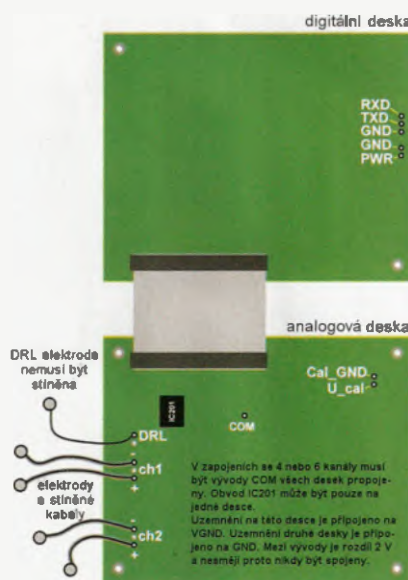 digitální deska
RXD
TXD
GND
GND
PWR
analogová deska
DRL elektroda
nemusí být
stíněna
Cal_GND
U_cal
IC201
COM
DRL
+
-
ch1
+
elektrody
a stíněné
kabely
-
ch2
+
V zapojeních se 4 nebo 6 kanály musí
být vývody COM všech desek propoje-
ny. Obvod IC201 může být pouze na
jedné desce.
Uzemnění na této desce je připojeno na
VGND. Uzemnění druhé desky je připo-
jeno na GND. Mezi vývody je rozdíl 2 V
a nesmějí proto nikdy být spojeny.